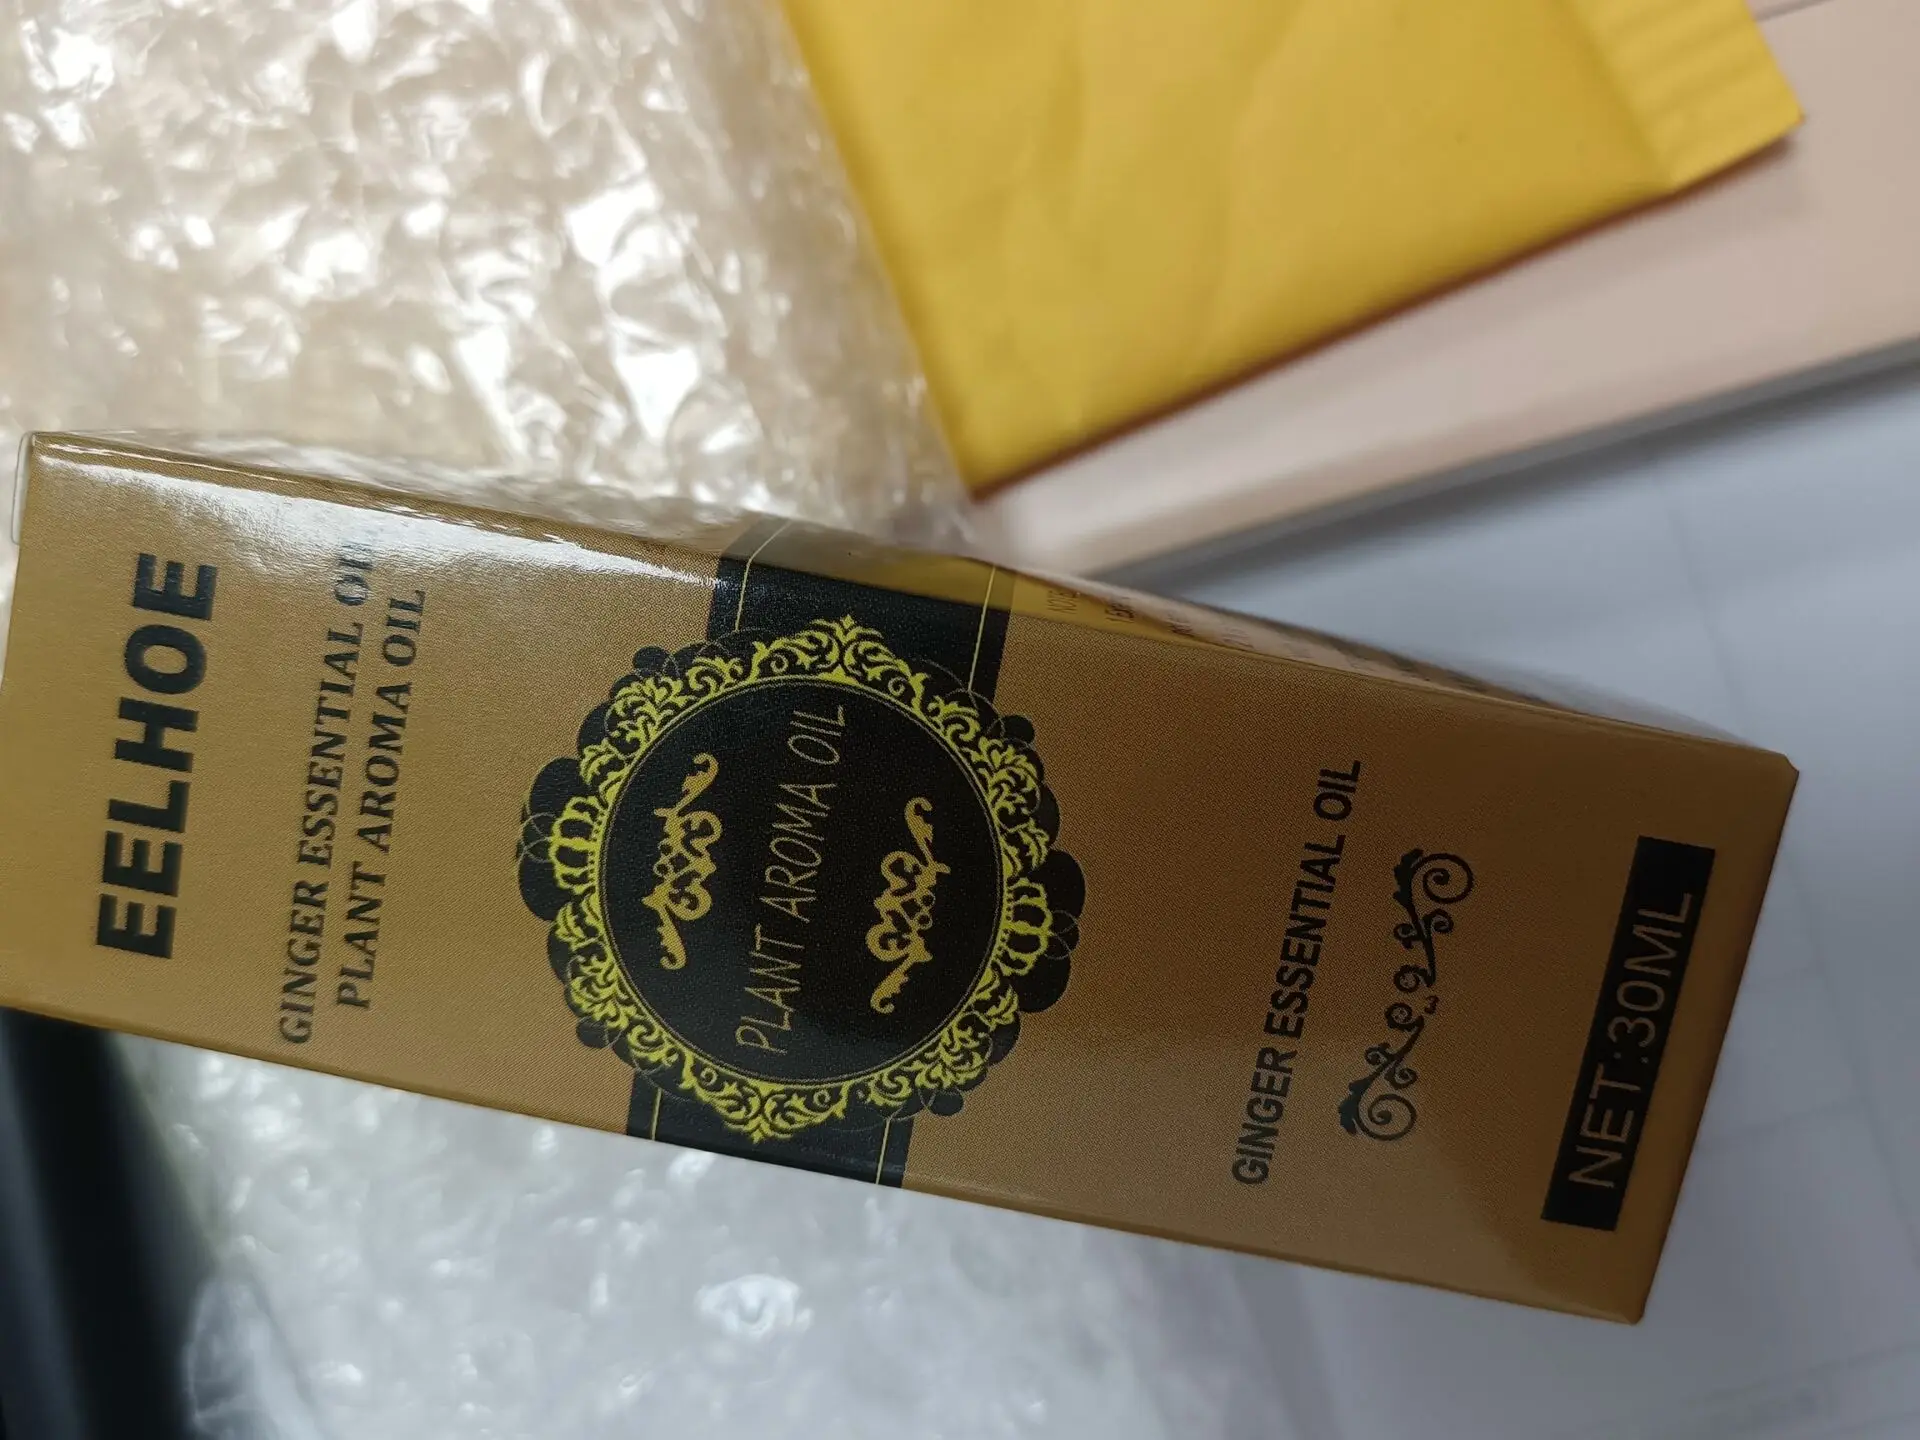 EELHOE
GINGER ESSENTIAL OIL
PLANT AROMA OIL
PLANT AROMA OIL
GINGER ESSENTIAL OIL
NET:30ML